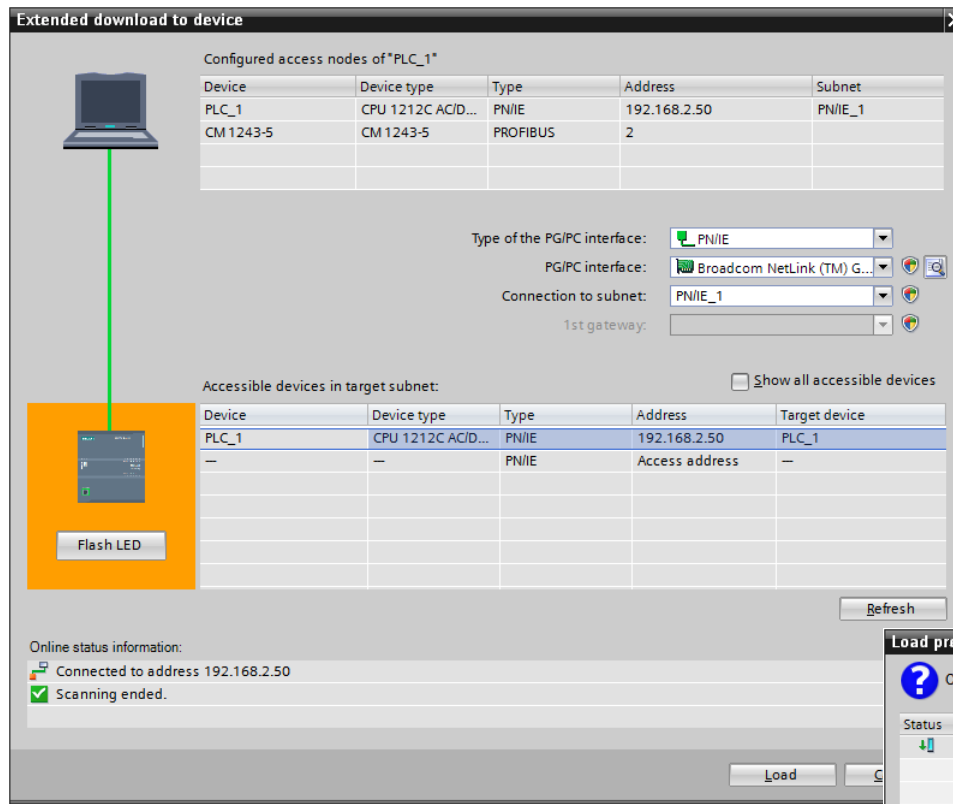 Extended download to device
Configured access nodes of "PLC_1"
Device Device type Type Address Subnet
PLC_1 CPU 1212C AC/D... PN/IE 192.168.2.50 PN/IE_1
CM 1243-5 CM 1243-5 PROFIBUS 2
Type of the PG/PC interface: PN/IE
PG/PC interface: Broadcom NetLink (TM) G...
Connection to subnet: PN/IE_1
1st gateway:
Accessible devices in target subnet: Show all accessible devices
Device Device type Type Address Target device
PLC_1 CPU 1212C AC/D... PN/IE 192.168.2.50 PLC_1
— — PN/IE Access address —
Flash LED
Refresh
Online status information:
Connected to address 192.168.2.50
Scanning ended.
Load pre
Status
Load